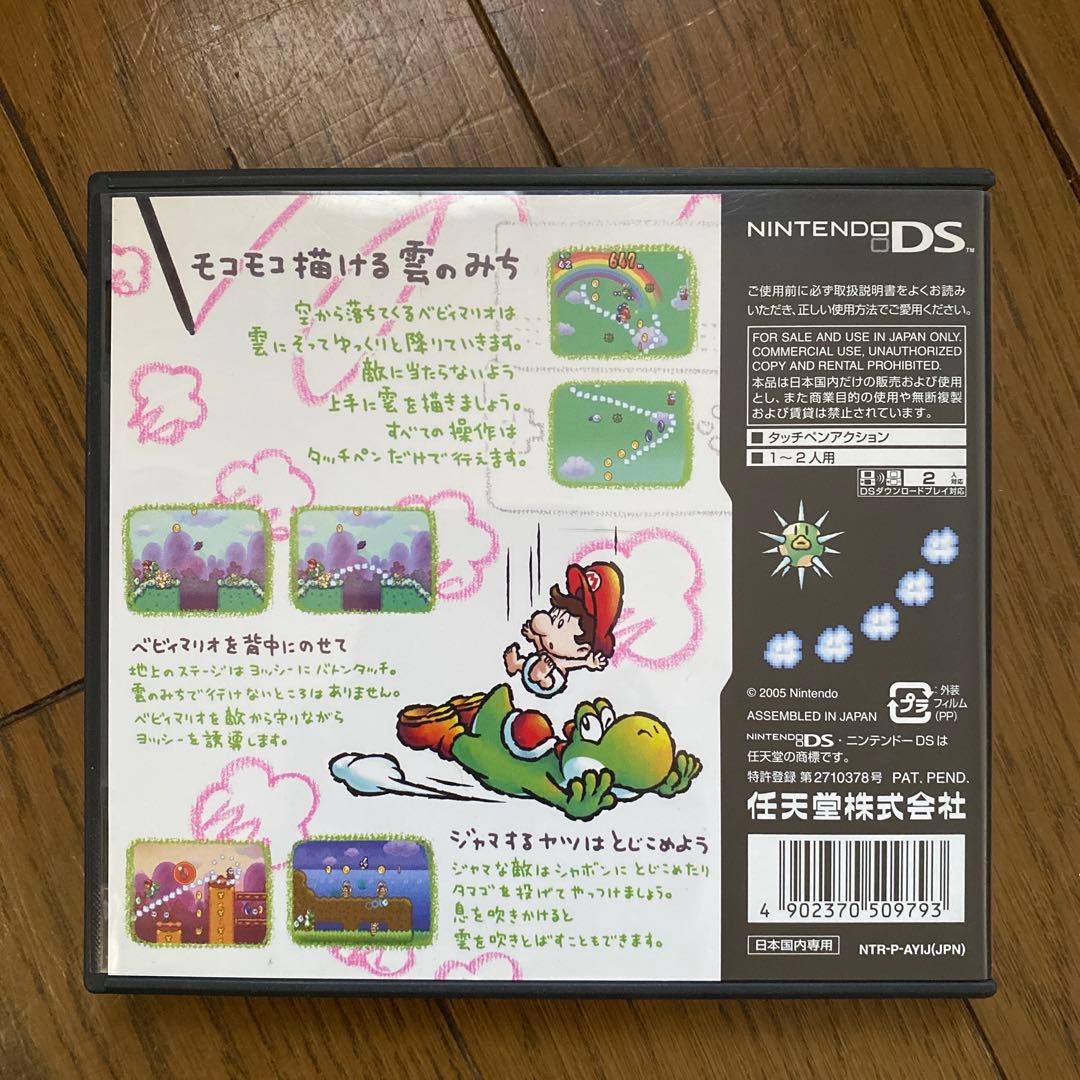 モコモコ描ける雲のみち
空から落ちてくるベビィマリオは
雲にそってゆっくりと降りていきます。
敵に当たらないよう
上手に雲を描きましょう。
すべての操作は
タッチペンだけで行えます。
ベビィマリオを背中にのせて
地上のステージはヨッシーにバトンタッチ。
雲のみちで行けないところはありません。
ベビィマリオを敵から守りながら
ヨッシーを誘導します。
ジャマするヤツはとじこめよう
ジャマな敵はシャボンにとじこめたり
タマゴを投げてやっつけましょう。
息を吹きかけると
雲を吹きとばすこともできます。
NINTENDO DS™
ご使用前に必ず取扱説明書をよくお読み
いただき、正しい使用方法でご愛用ください。
FOR SALE AND USE IN JAPAN ONLY.
COMMERCIAL USE, UNAUTHORIZED
COPY AND RENTAL PROHIBITED.
本品は日本国内だけの販売および使用
とし、また商業目的の使用や無断複製
および賃貸は禁止されています。
■ タッチペンアクション
■ 1〜2人用
2人対応
DSダウンロードプレイ対応
© 2005 Nintendo
ASSEMBLED IN JAPAN
プラ
:外装
フィルム
(PP)
NINTENDO DS・ニンテンドーDSは
任天堂の商標です。
特許登録 第2710378号 PAT. PEND.
任天堂株式会社
4 902370 509793
日本国内専用
NTR-P-AYIJ(JPN)